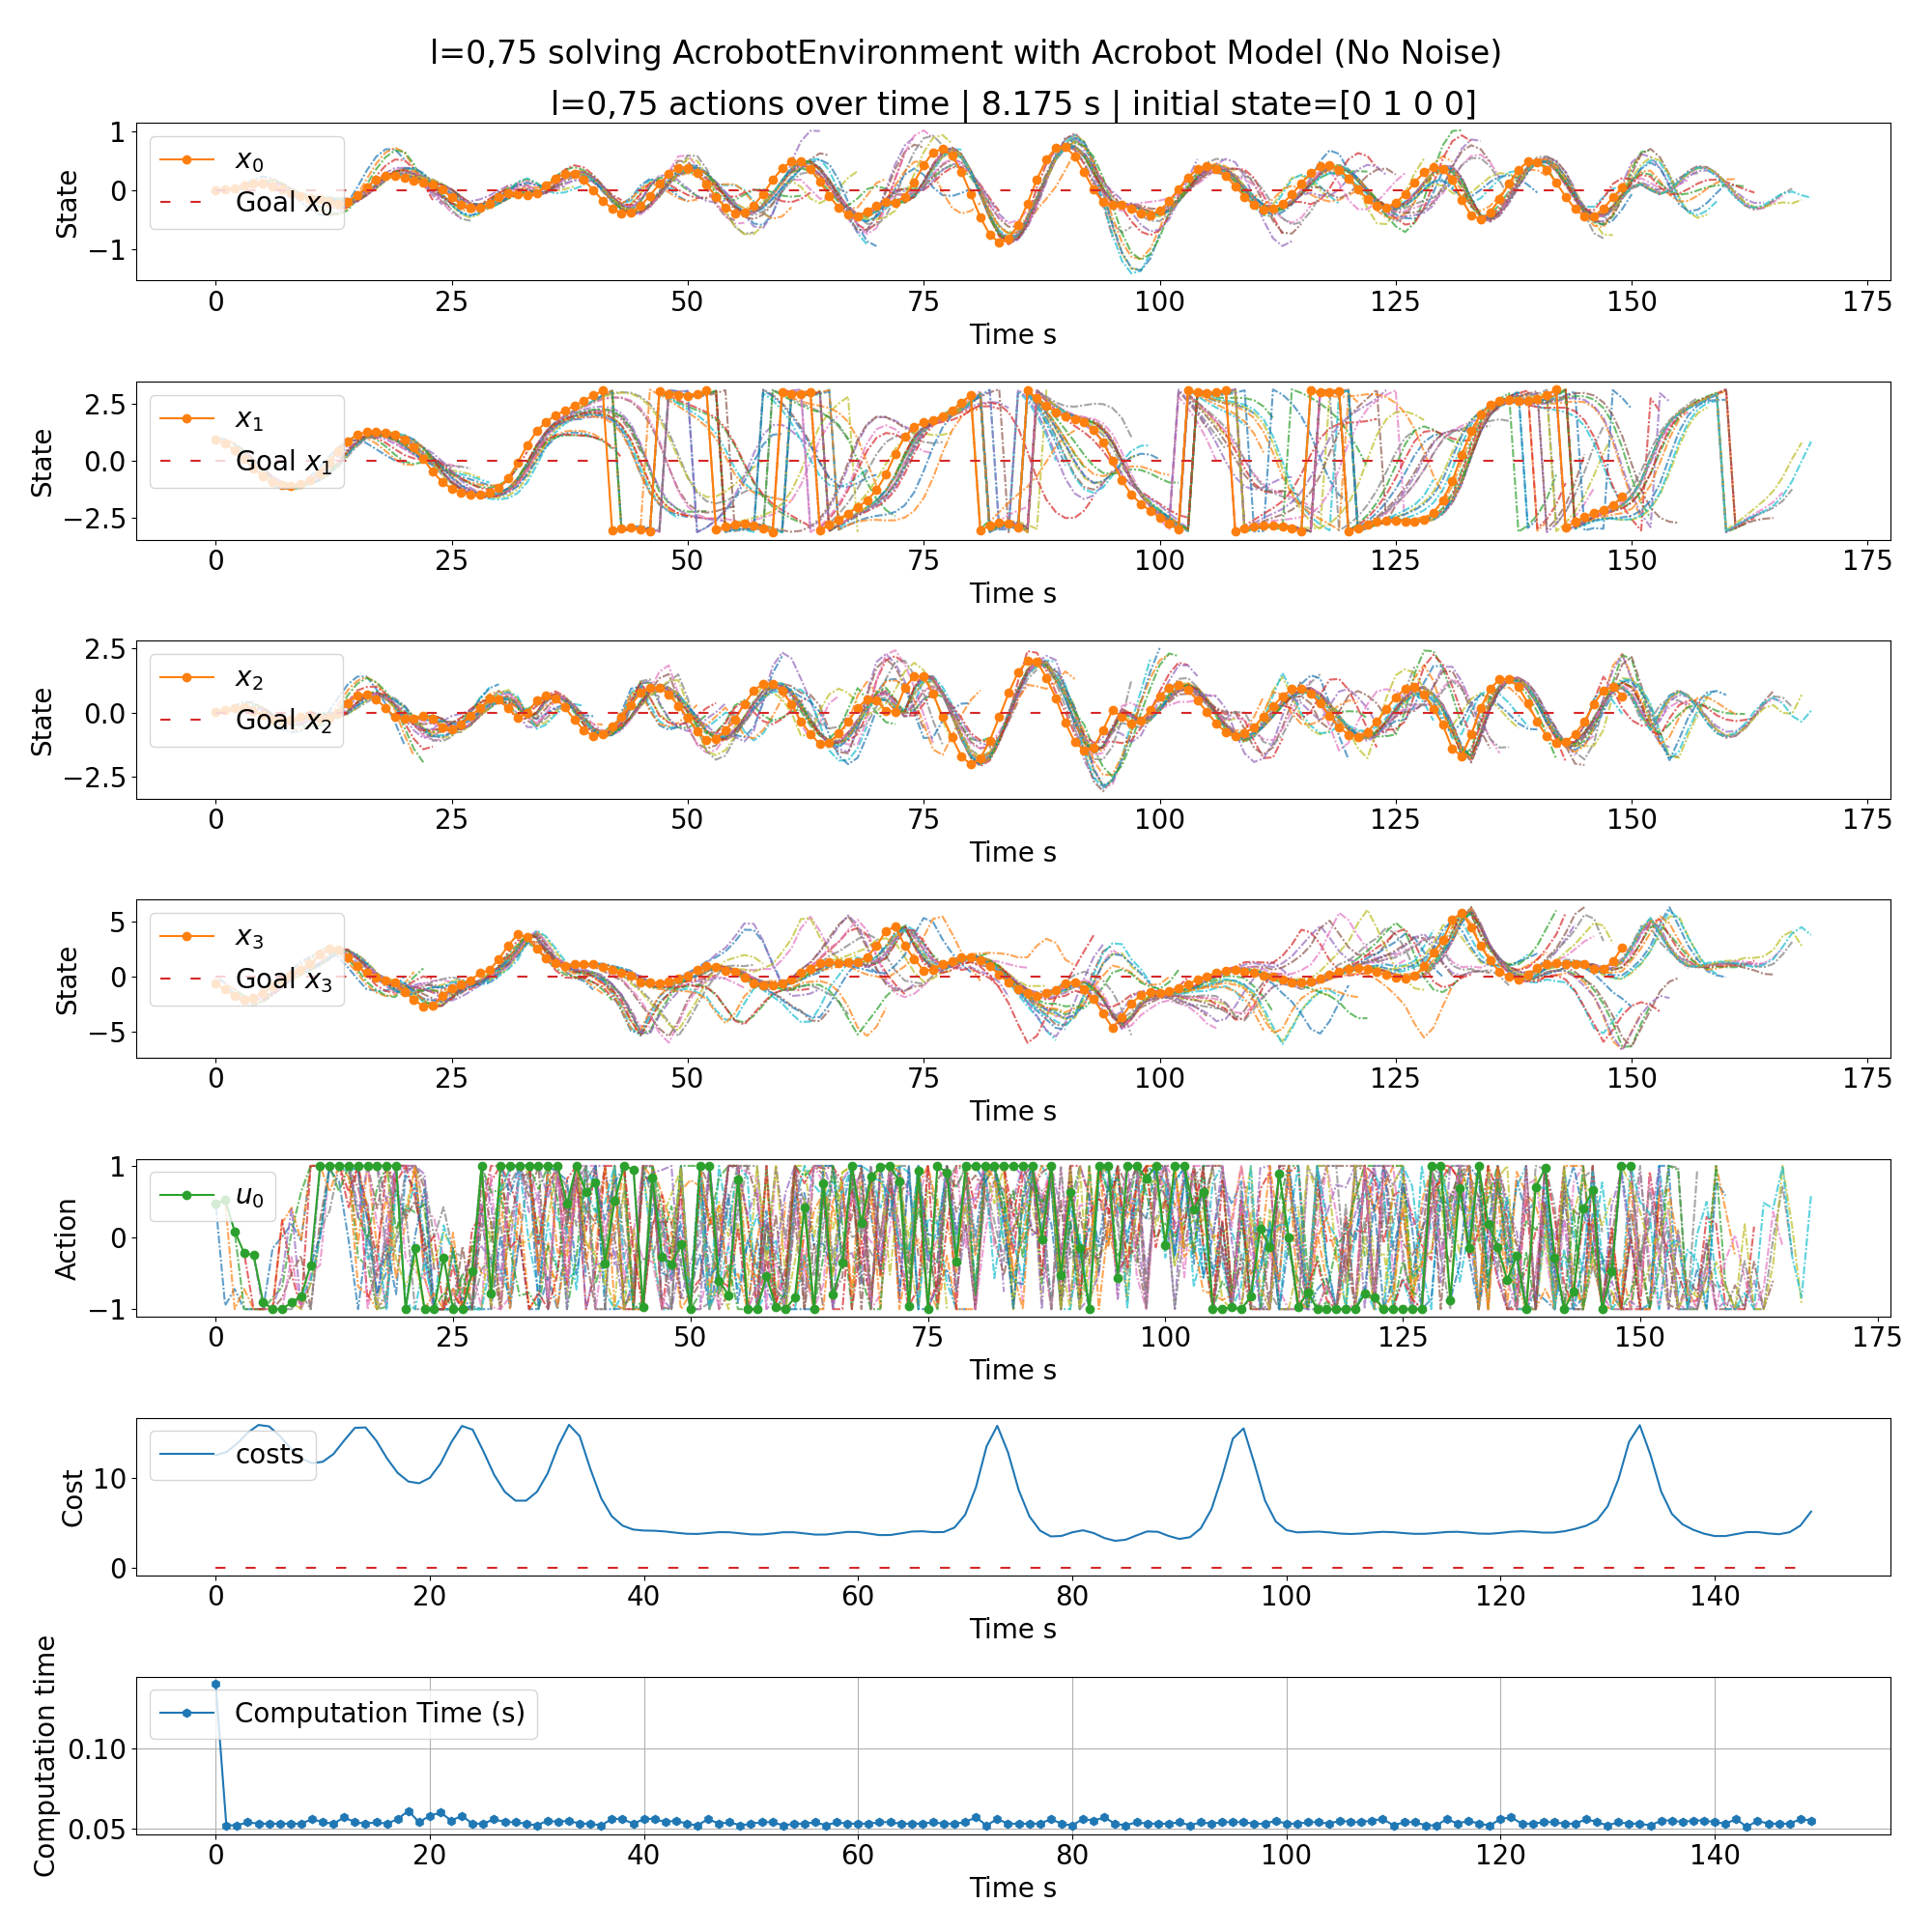 l=0,75 solving AcrobotEnvironment with Acrobot Model (No Noise)
l=0,75 actions over time | 8.175 s | initial state=[0 1 0 0]
State
1
0
−1
x₀
Goal x₀
0 25 50 75 100 125 150 175
Time s
State
2.5
0.0
−2.5
x₁
Goal x₁
0 25 50 75 100 125 150 175
Time s
State
2.5
0.0
−2.5
x₂
Goal x₂
0 25 50 75 100 125 150 175
Time s
State
5
0
−5
x₃
Goal x₃
0 25 50 75 100 125 150 175
Time s
Action
1
0
−1
u₀
0 25 50 75 100 125 150 175
Time s
Cost
10
0
costs
0 20 40 60 80 100 120 140
Time s
Computation time
0.10
0.05
Computation Time (s)
0 20 40 60 80 100 120 140
Time s